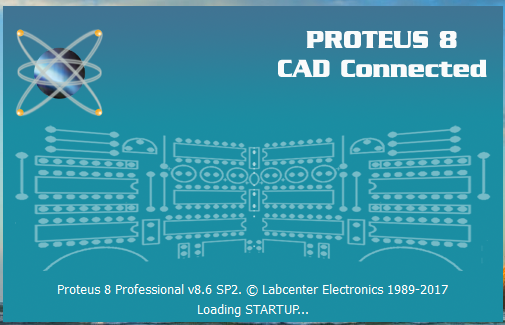 PROTEUS 8
CAD Connected
Proteus 8 Professional v8.6 SP2. © Labcenter Electronics 1989-2017
Loading STARTUP...